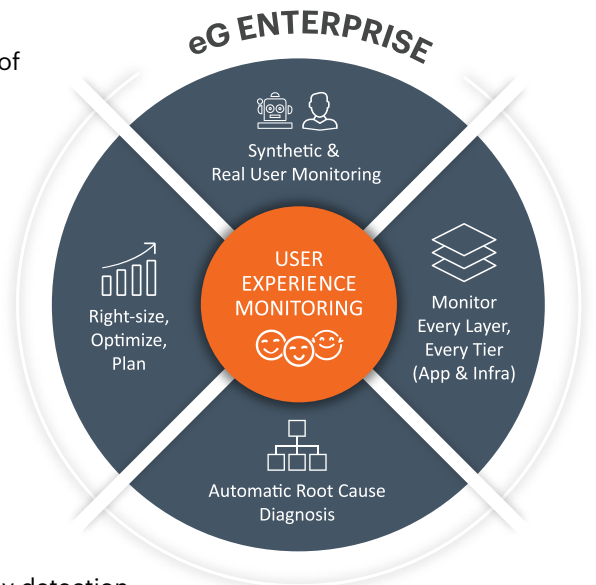 of
eG ENTERPRISE
Synthetic &
Real User Monitoring
USER
EXPERIENCE
MONITORING
Right-size,
Optimize,
Plan
Monitor
Every Layer,
Every Tier
(App & Infra)
Automatic Root Cause
Diagnosis
detection